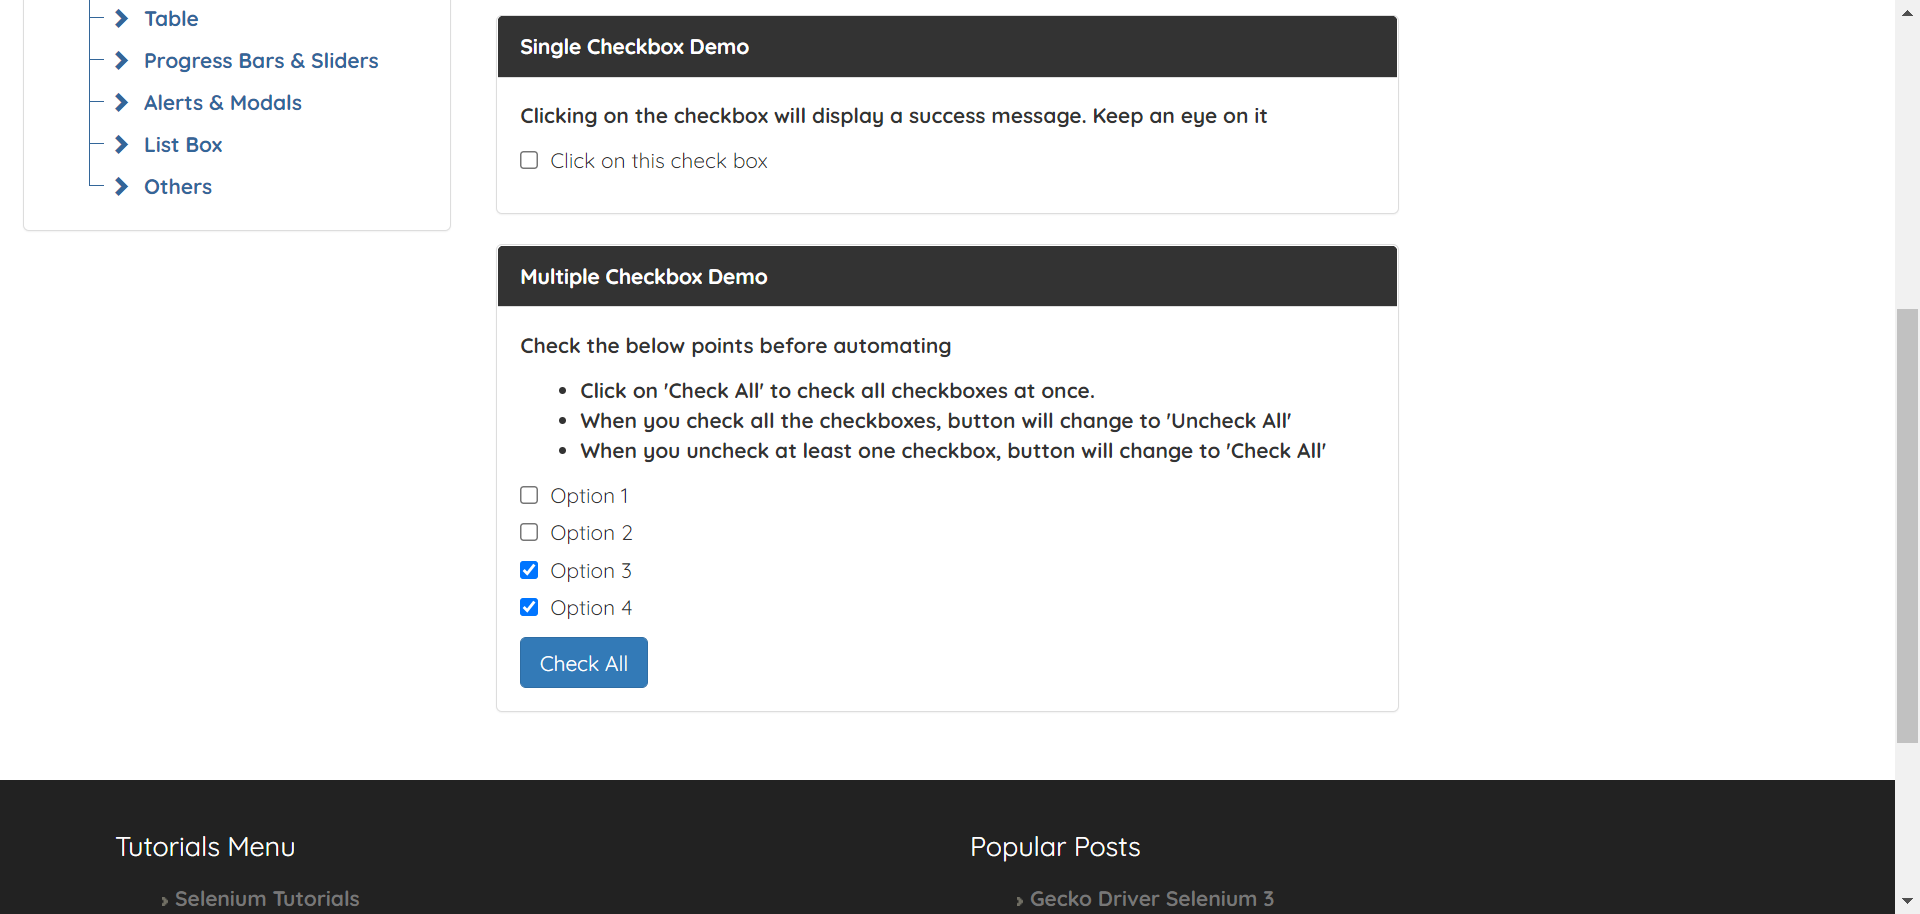 Table
Progress Bars & Sliders
Alerts & Modals
List Box
Others
Single Checkbox Demo
Clicking on the checkbox will display a success message. Keep an eye on it
Click on this check box
Multiple Checkbox Demo
Check the below points before automating
Click on 'Check All' to check all checkboxes at once.
When you check all the checkboxes, button will change to 'Uncheck All'
When you uncheck at least one checkbox, button will change to 'Check All'
Option 1
Option 2
Option 3
Option 4
Check All
Tutorials Menu
Selenium Tutorials
Popular Posts
Gecko Driver Selenium 3